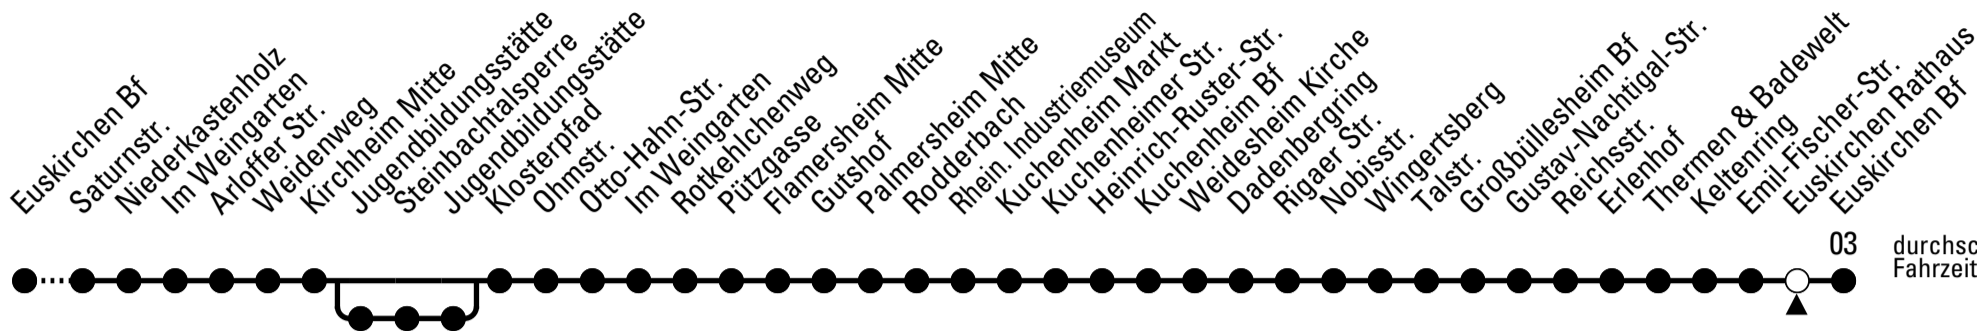 Euskirchen Bf
Saturnstr.
Niederkastenholz
Im Weingarten
Arloffer Str.
Weidenweg
Kirchheim Mitte
Jugendbildungsstätte
Steinbachtalsperre
Jugendbildungsstätte
Klosterpfad
Ohmstr.
Otto-Hahn-Str.
Im Weingarten
Rotkehlchenweg
Pützgasse
Flamersheim Mitte
Gutshof
Palmersheim Mitte
Rodderbach
Rhein. Industriemuseum
Kuchenheim Markt
Kuchenheimer Str.
Heinrich-Ruster-Str.
Kuchenheim Bf
Weidesheim Kirche
Dadenbergring
Rigaer Str.
Nobisstr.
Wingertsberg
Talstr.
Großbüllesheim Bf
Gustav-Nachtigal-Str.
Reichsstr.
Erlenhof
Thermen & Badewelt
Keltenring
Emil-Fischer-Str.
Euskirchen Rathaus
Euskirchen Bf
03
durchsc
Fahrzeit